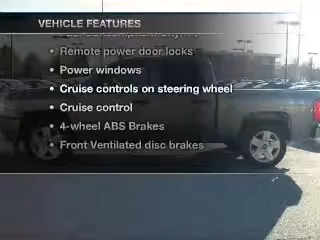 VEHICLE FEATURES
• Remote power door locks
• Power windows
• Cruise controls on steering wheel
• Cruise control
• 4-wheel ABS Brakes
• Front Ventilated disc brakes